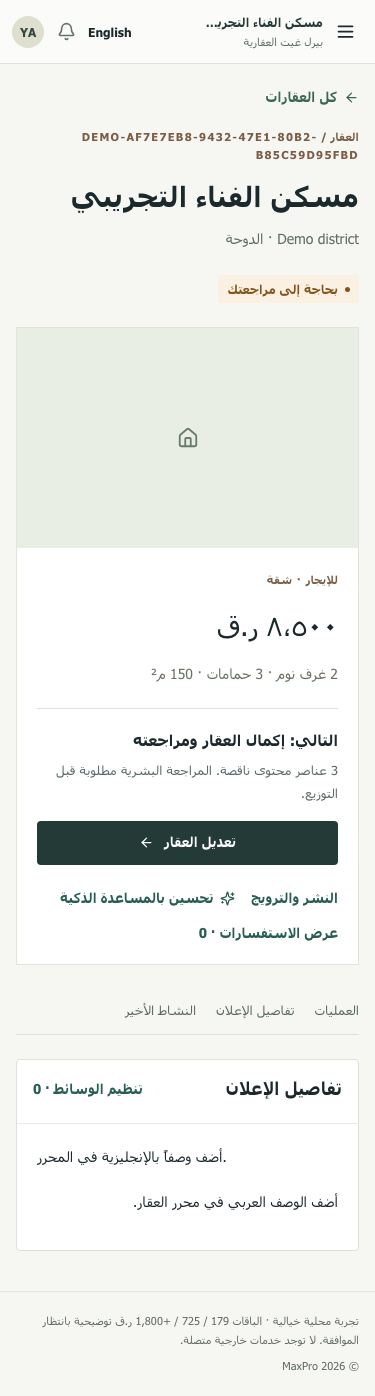 مسكن الفناء التجريبـ...
بيرل غيت العقارية
English
YA
كل العقارات ←
العقار / DEMO-AF7E7EB8-9432-47E1-80B2-
B85C59D95FBD
مسكن الفناء التجريبي
Demo district · الدوحة
• بحاجة إلى مراجعتك
للإيجار · شقة
٨،٥٠٠ ر.ق
2 غرف نوم · 3 حمامات · 150 م²
التالي: إكمال العقار ومراجعته
3 عناصر محتوى ناقصة. المراجعة البشرية مطلوبة قبل
التوزيع.
تعديل العقار ←
النشر والترويج
تحسين بالمساعدة الذكية
عرض الاستفسارات · 0
العمليات
تفاصيل الإعلان
النشاط الأخير
تفاصيل الإعلان
تنظيم الوسائط · 0
أضف وصفاً بالإنجليزية في المحرر.
أضف الوصف العربي في محرر العقار.
تجربة محلية خيالية · الباقات 179 / 725 / +1,800 ر.ق توضيحية بانتظار
الموافقة. لا توجد خدمات خارجية متصلة.
© 2026 MaxPro